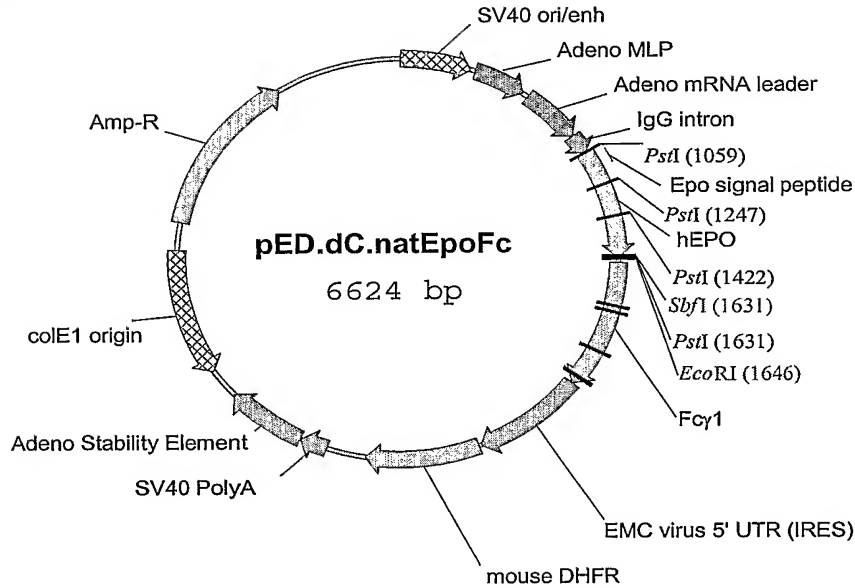 SV40 ori/enh
Adeno MLP
Adeno mRNA leader
IgG intron
PstI (1059)
Epo signal peptide
PstI (1247)
hEPO
PstI (1422)
SbfI (1631)
PstI (1631)
EcoRI (1646)
Fcγ1
EMC virus 5' UTR (IRES)
mouse DHFR
SV40 PolyA
Adeno Stability Element
colE1 origin
Amp-R
pED.dC.natEpoFc
6624 bp